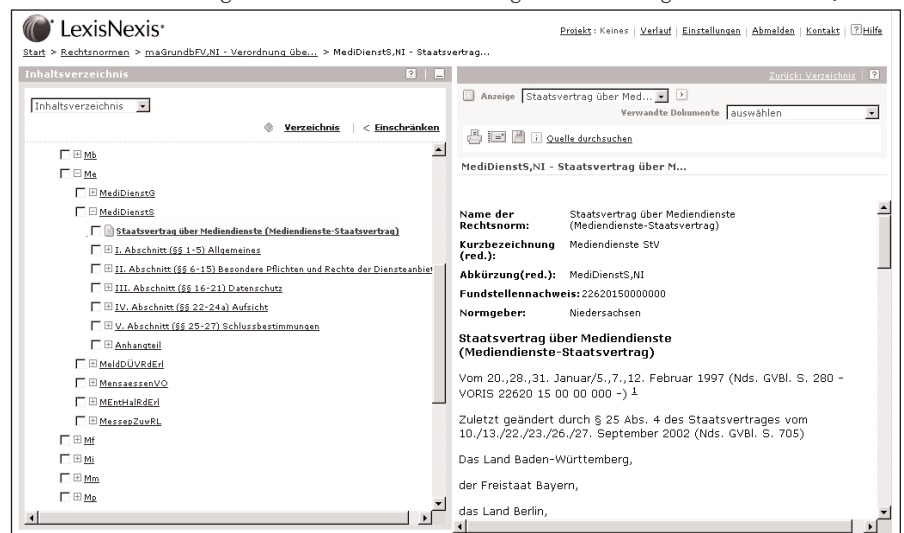 LexisNexis·
Projekt : Keines | Verlauf | Einstellungen | Abmelden | Kontakt | ? Hilfe
Start > Rechtsnormen > maGrundbFV,NI - Verordnung übe... > MediDienstS,NI - Staatsvertrag...
Inhaltsverzeichnis
Inhaltsverzeichnis
Verzeichnis | < Einschränken
Mb
Me
MediDienstG
MediDienstS
Staatsvertrag über Mediendienste (Mediendienste-Staatsvertrag)
I. Abschnitt (§§ 1-5) Allgemeines
II. Abschnitt (§§ 6-15) Besondere Pflichten und Rechte der Diensteanbiet
III. Abschnitt (§§ 16-21) Datenschutz
IV. Abschnitt (§§ 22-24a) Aufsicht
V. Abschnitt (§§ 25-27) Schlussbestimmungen
Anhangteil
MeldDÜVRdErl
MensaessenVO
MEntHalRdErl
MessepZuwRL
Mf
Mi
Mm
Mp
Zurück: Verzeichnis ?
Anzeige Staatsvertrag über Med...
Verwandte Dokumente auswählen
Quelle durchsuchen
MediDienstS,NI - Staatsvertrag über M...
Name der Rechtsnorm: Staatsvertrag über Mediendienste (Mediendienste-Staatsvertrag)
Kurzbezeichnung (red.): Mediendienste StV
Abkürzung(red.): MediDienstS,NI
Fundstellennachweis: 22620150000000
Normgeber: Niedersachsen
Staatsvertrag über Mediendienste
(Mediendienste-Staatsvertrag)
Vom 20.,28.,31. Januar/5.,7.,12. Februar 1997 (Nds. GVBl. S. 280 -
VORIS 22620 15 00 00 000 -) 1
Zuletzt geändert durch § 25 Abs. 4 des Staatsvertrages vom
10./13./22./23./26./27. September 2002 (Nds. GVBl. S. 705)
Das Land Baden-Württemberg,
der Freistaat Bayern,
das Land Berlin,